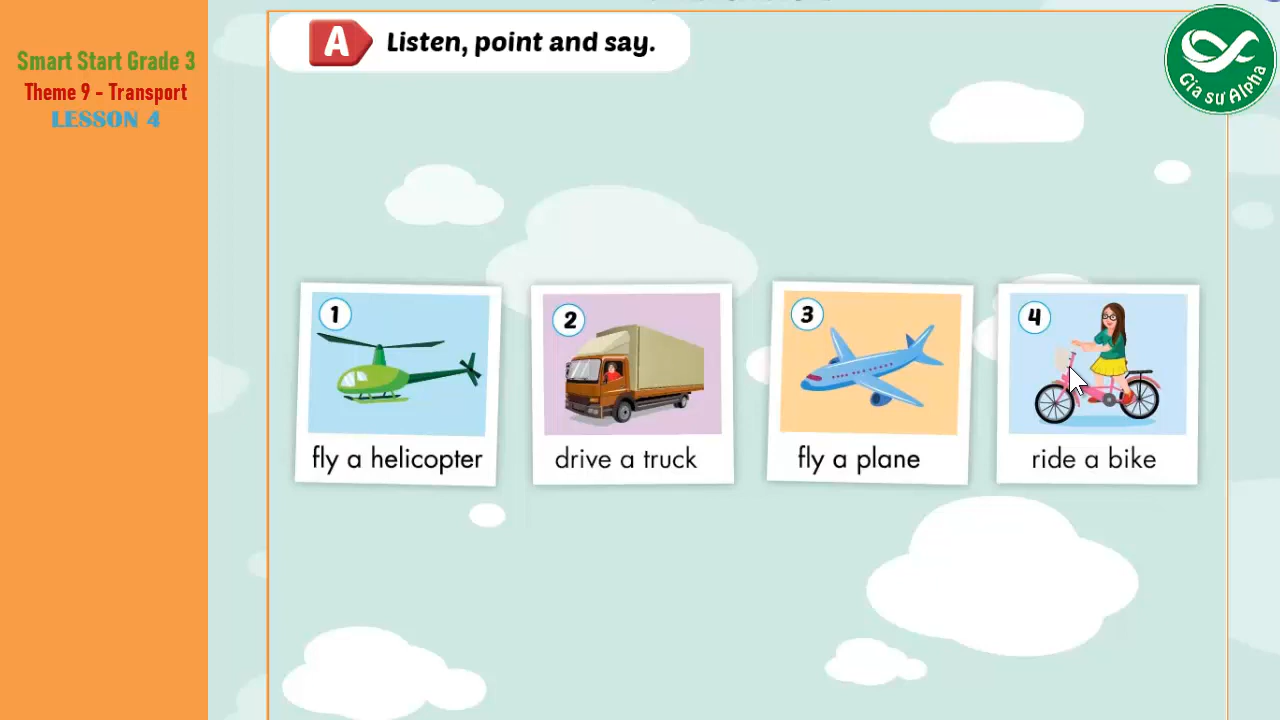 Smart Start Grade 3
Theme 9 - Transport
LESSON 4
A Listen, point and say.
Gia sư Alpha
1
fly a helicopter
2
drive a truck
3
fly a plane
4
ride a bike